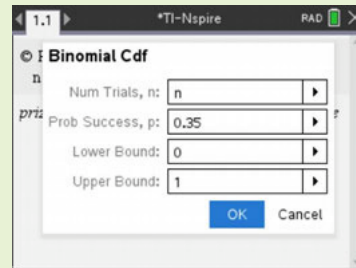 1.1 *TI-Nspire RAD
©
Binomial Cdf
n
Num Trials, n: n
Prob Success, p: 0.35
Lower Bound: 0
Upper Bound: 1
OK Cancel